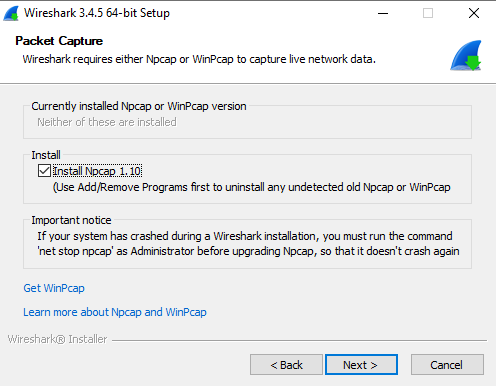 Wireshark 3.4.5 64-bit Setup
Packet Capture
Wireshark requires either Npcap or WinPcap to capture live network data.
Currently installed Npcap or WinPcap version
Neither of these are installed
Install
Install Npcap 1.10
(Use Add/Remove Programs first to uninstall any undetected old Npcap or WinPcap
Important notice
If your system has crashed during a Wireshark installation, you must run the command
'net stop npcap' as Administrator before upgrading Npcap, so that it doesn't crash again
Get WinPcap
Learn more about Npcap and WinPcap
Wireshark® Installer
< Back Next > Cancel